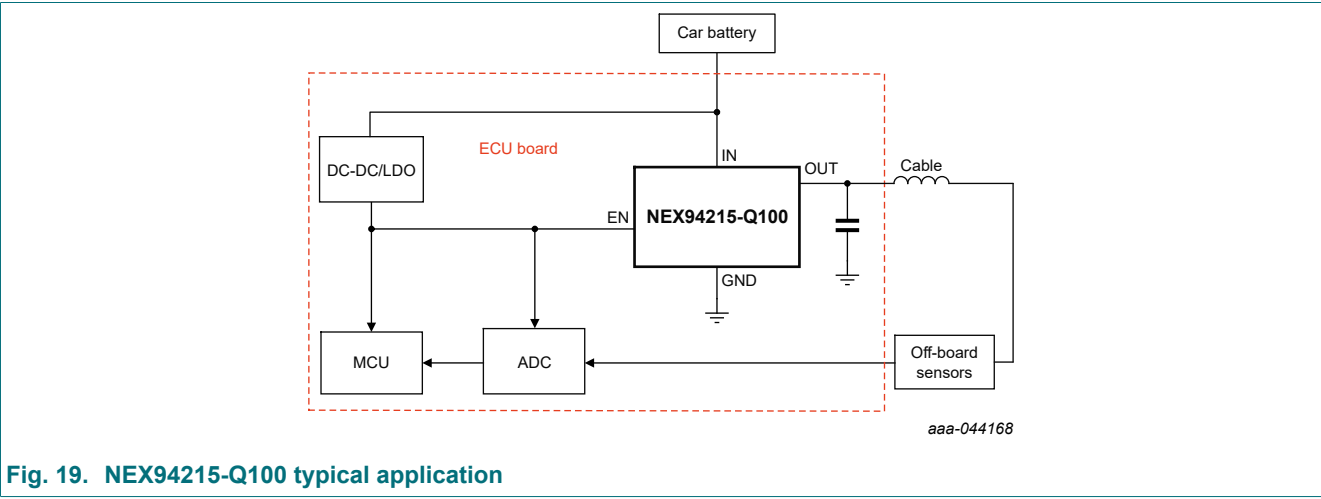 Car battery
ECU board
DC-DC/LDO
IN
OUT
Cable
EN
NEX94215-Q100
GND
MCU
ADC
Off-board
sensors
aaa-044168
Fig. 19. NEX94215-Q100 typical application